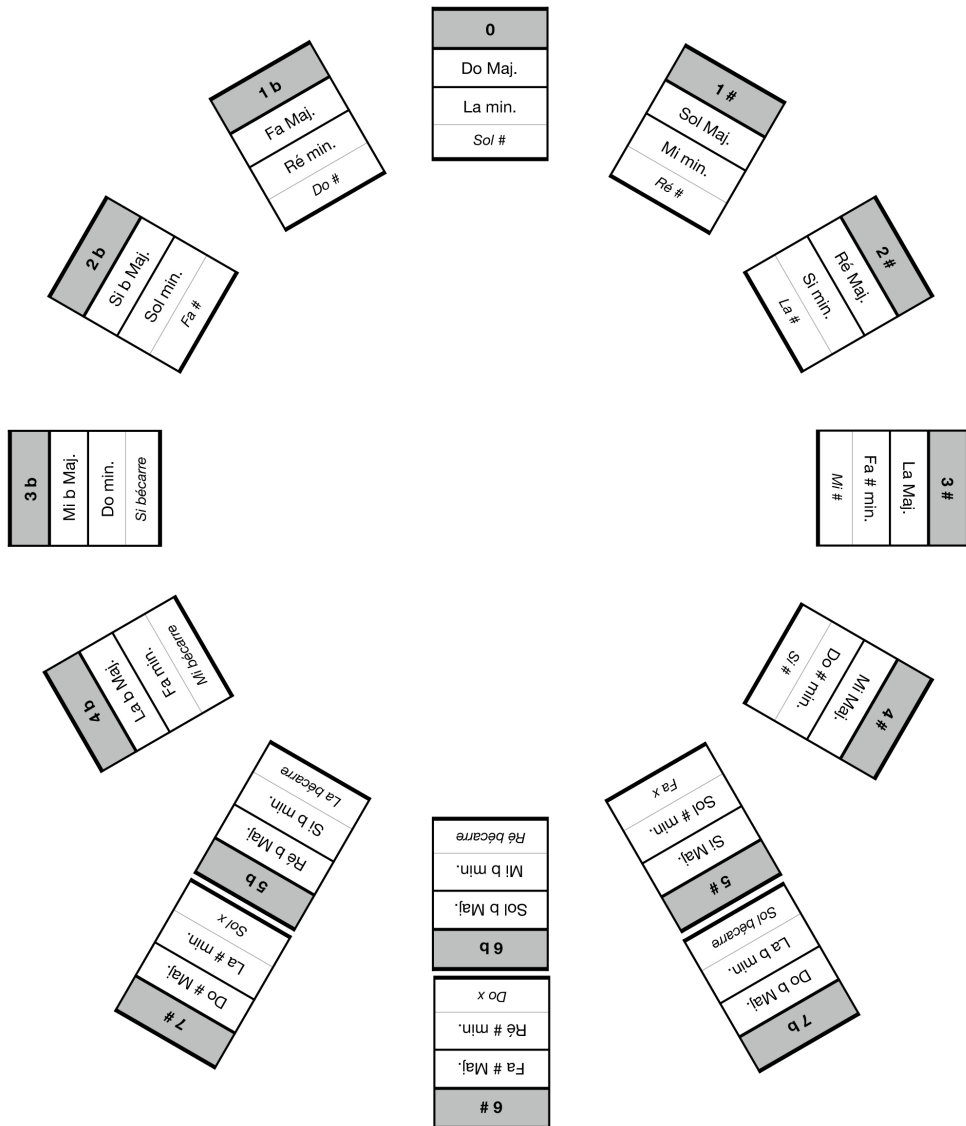 0
Do Maj.
La min.
Sol #
1 #
Sol Maj.
Mi min.
Ré #
2 #
Ré Maj.
Si min.
La #
3 #
La Maj.
Fa # min.
Mi #
4 #
Mi Maj.
Do # min.
Si #
Fa x
Sol # min.
Si Maj.
5 #
Sol bécarre
La b min.
Do b Maj.
7 b
Ré bécarre
Mi b min.
Sol b Maj.
6 b
Do x
Ré # min.
Fa # Maj.
6 #
La bécarre
Si b min.
Ré b Maj.
5 b
Sol x
La # min.
Do # Maj.
7 #
4 b
La b Maj.
Fa min.
Mi bécarre
3 b
Mi b Maj.
Do min.
Si bécarre
2 b
Si b Maj.
Sol min.
Fa #
1 b
Fa Maj.
Ré min.
Do #